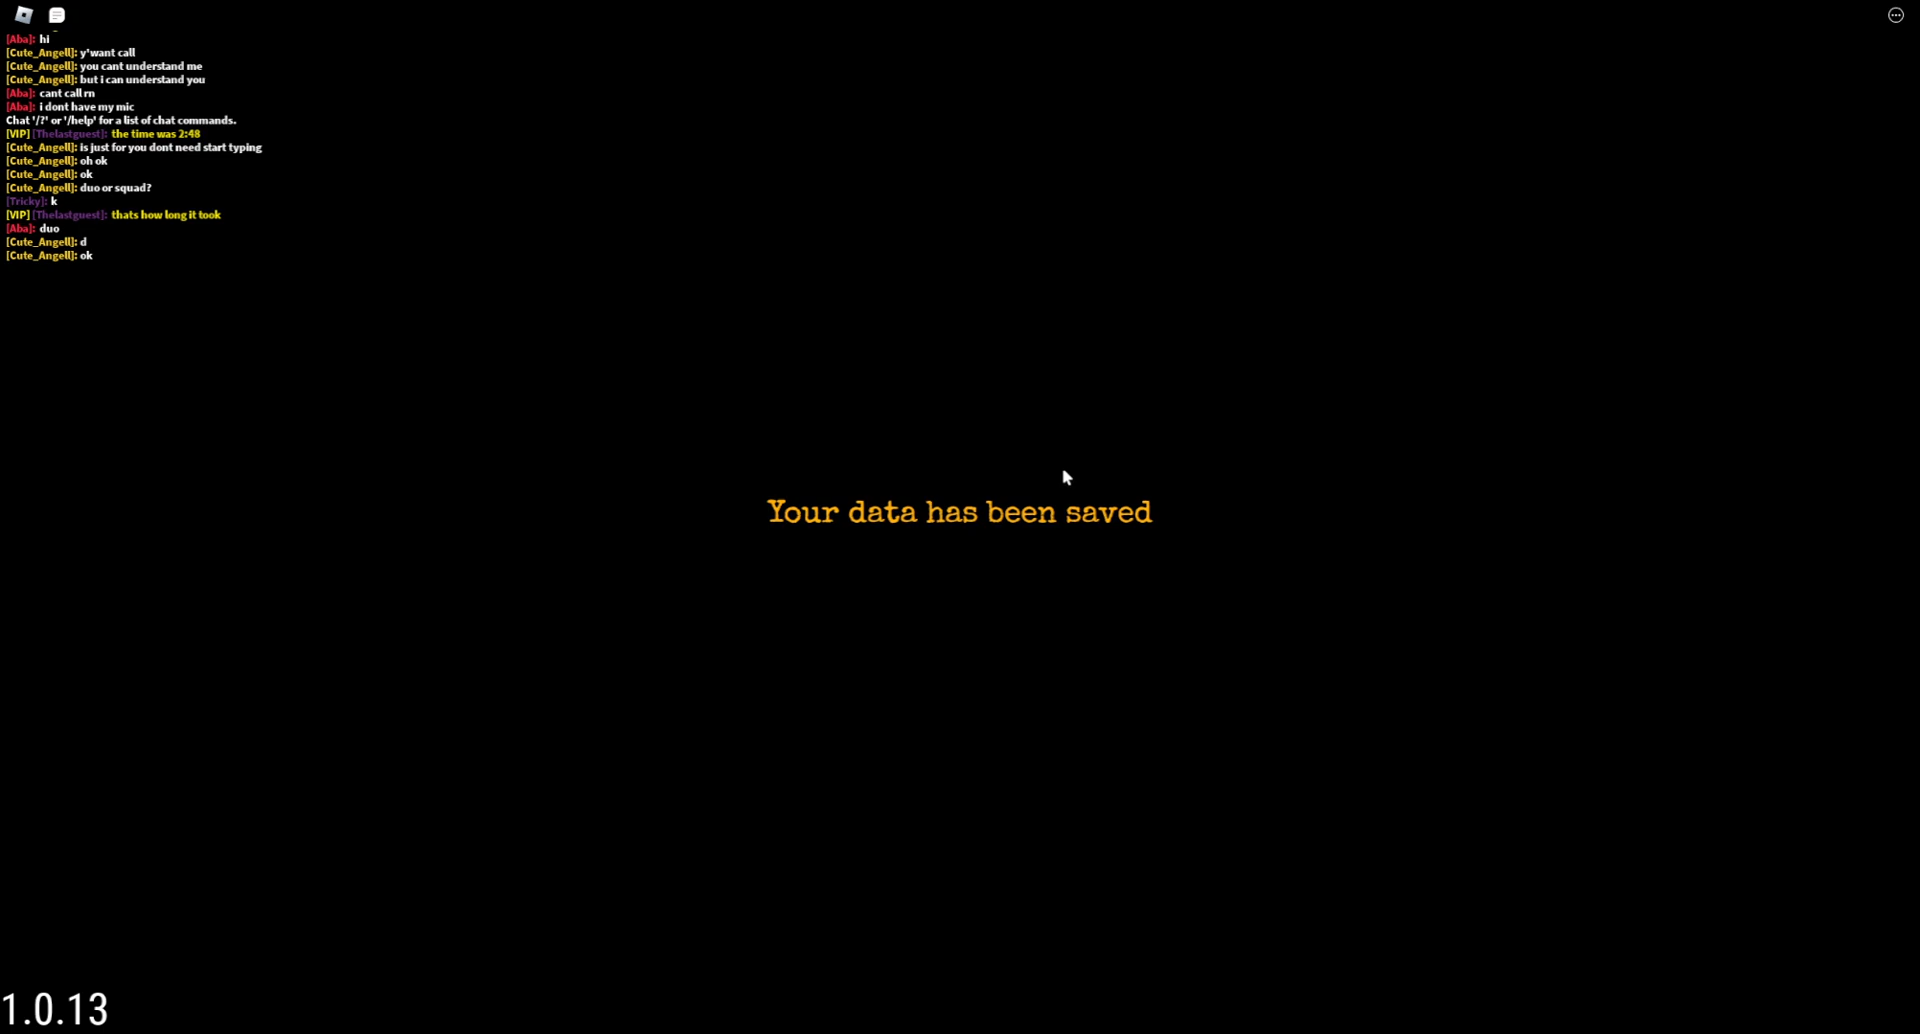 [Aba]: hi
[Cute_Angell]: y'want call
[Cute_Angell]: you cant understand me
[Cute_Angell]: but i can understand you
[Aba]: cant call rn
[Aba]: i dont have my mic
Chat '/?' or '/help' for a list of chat commands.
[VIP] [Thelastguest]: the time was 2:48
[Cute_Angell]: is just for you dont need start typing
[Cute_Angell]: oh ok
[Cute_Angell]: ok
[Cute_Angell]: duo or squad?
[Tricky]: k
[VIP] [Thelastguest]: thats how long it took
[Aba]: duo
[Cute_Angell]: d
[Cute_Angell]: ok
Your data has been saved
1.0.13